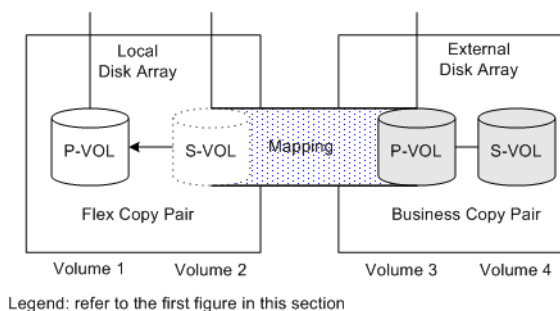 Local
Disk Array
External
Disk Array
P-VOL
S-VOL
Mapping
P-VOL
S-VOL
Flex Copy Pair
Business Copy Pair
Volume 1
Volume 2
Volume 3
Volume 4
Legend: refer to the first figure in this section